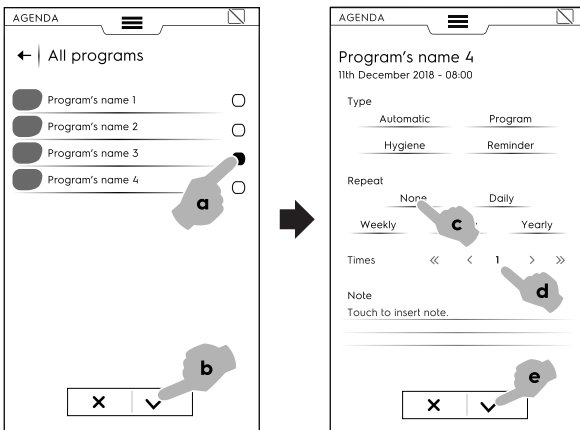 AGENDA
All programs
Program's name 1
Program's name 2
Program's name 3
Program's name 4
a
b
AGENDA
Program's name 4
11th December 2018 - 08:00
Type
Automatic Program
Hygiene Reminder
Repeat
None Daily
Weekly Yearly
c
Times « < 1 > »
d
Note
Touch to insert note.
e